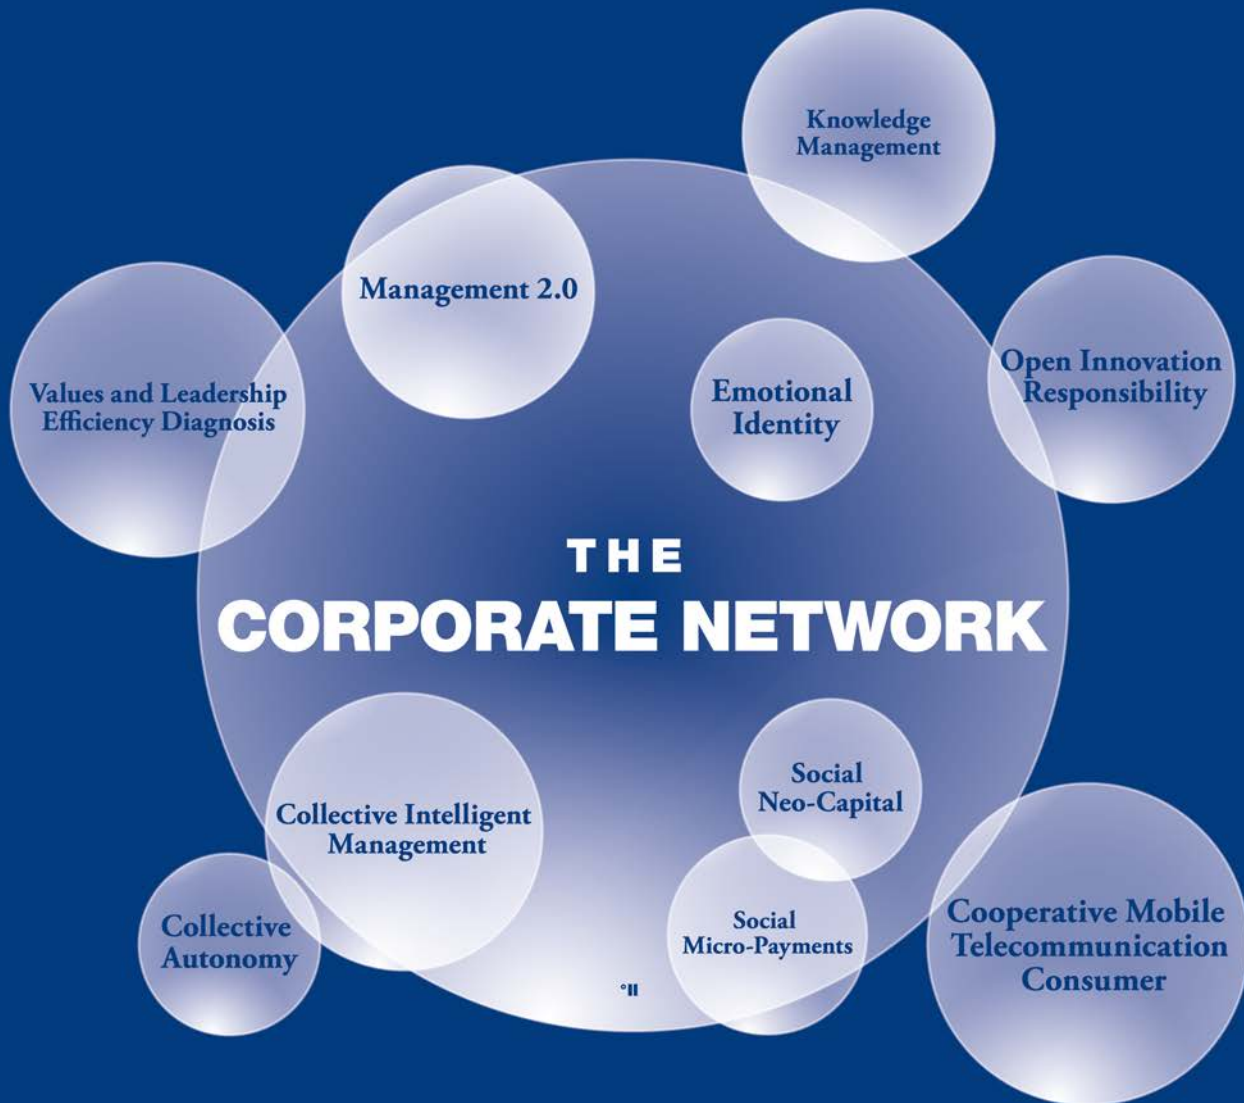 Knowledge
Management
Management 2.0
Open Innovation
Responsibility
Values and Leadership
Efficiency Diagnosis
Emotional
Identity
THE
CORPORATE NETWORK
Social
Neo-Capital
Collective Intelligent
Management
Collective
Autonomy
Social
Micro-Payments
Cooperative Mobile
Telecommunication
Consumer